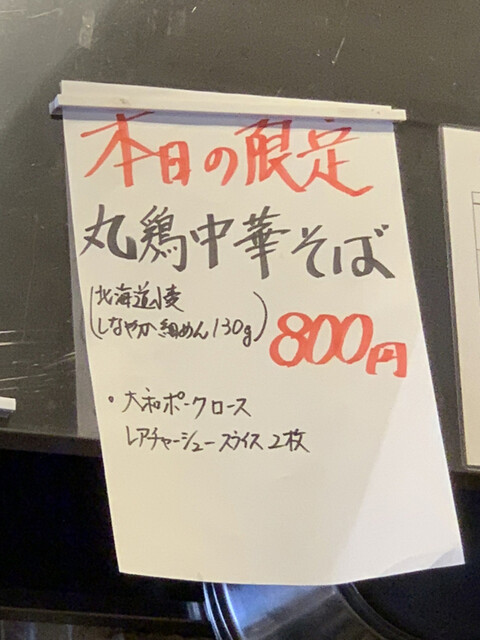 本日の限定
丸鶏中華そば
(北海道小麦
しなやか細めん130g)
800円
・大和ポークロース
レアチャーシュースライス2枚